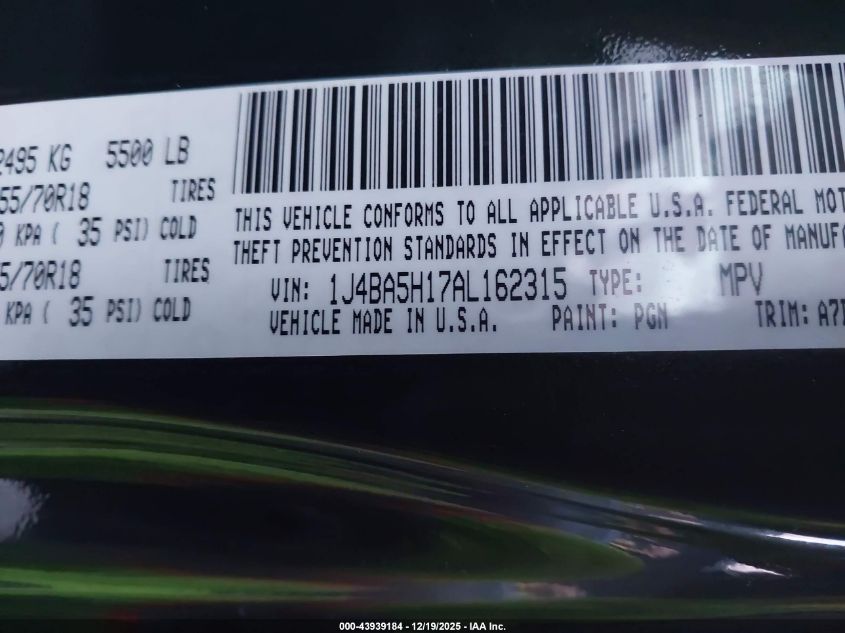 2495 KG 5500 LB
55/70R18 TIRES
KPA ( 35 PSI) COLD
5/70R18 TIRES
KPA ( 35 PSI) COLD
THIS VEHICLE CONFORMS TO ALL APPLICABLE U.S.A. FEDERAL MOT
THEFT PREVENTION STANDARDS IN EFFECT ON THE DATE OF MANUFA
VIN: 1J4BA5H17AL162315 TYPE: MPV
VEHICLE MADE IN U.S.A. PAINT: PGN TRIM: A7
000-43939184 - 12/19/2025 - IAA Inc.